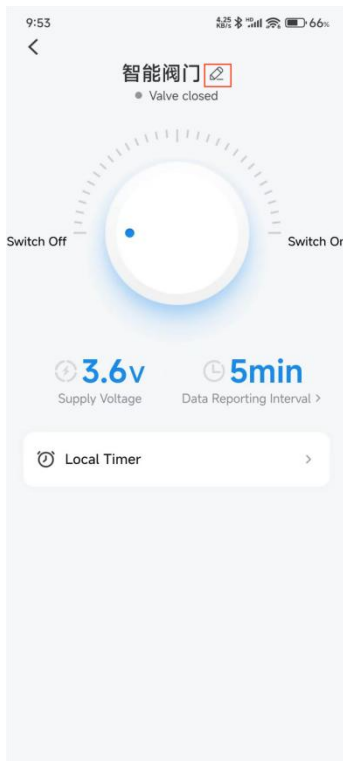 9:53
4.25 KB/s HD 66%
智能阀门
Valve closed
Switch Off
Switch On
3.6V
5min
Supply Voltage
Data Reporting Interval >
Local Timer >